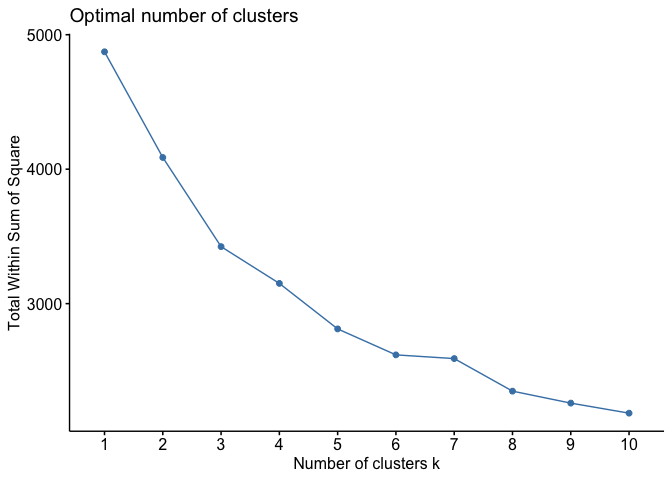 Optimal number of clusters
5000
4000
3000
Total Within Sum of Square
1 2 3 4 5 6 7 8 9 10
Number of clusters k